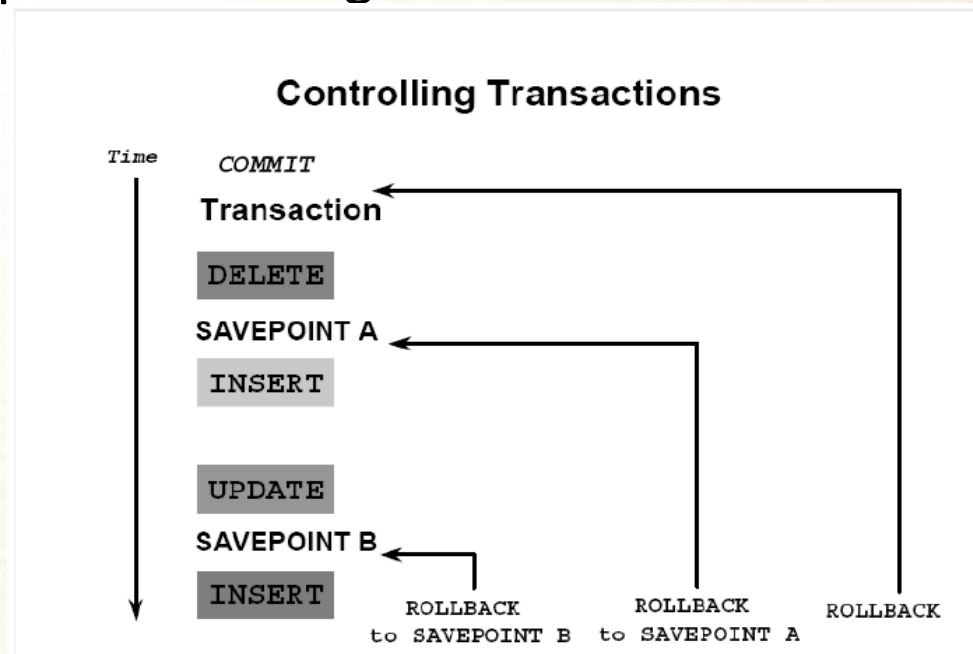 Controlling Transactions
Time
COMMIT
Transaction
DELETE
SAVEPOINT A
INSERT
UPDATE
SAVEPOINT B
INSERT
ROLLBACK
to SAVEPOINT B
ROLLBACK
to SAVEPOINT A
ROLLBACK